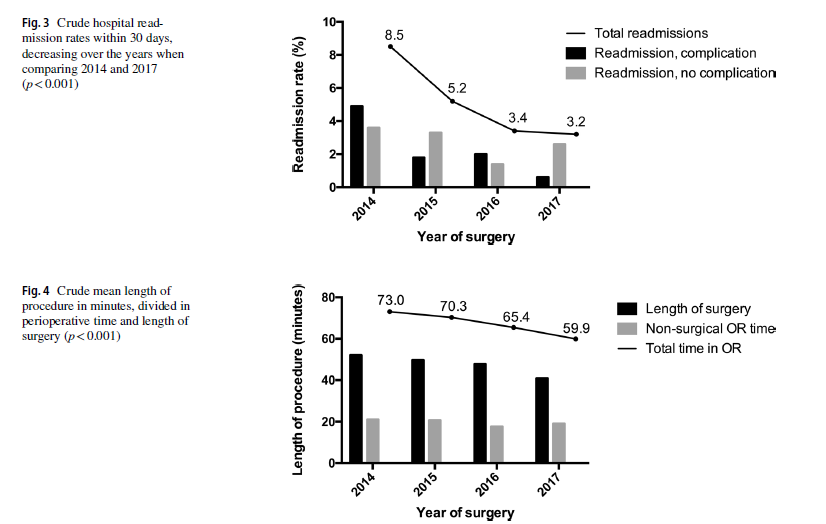 Fig. 3 Crude hospital read-
mission rates within 30 days,
decreasing over the years when
comparing 2014 and 2017
(p < 0.001)
10
8
6
4
2
0
Readmission rate (%)
8.5
5.2
3.4
3.2
Total readmissions
Readmission, complication
Readmission, no complication
2014
2015
2016
2017
Year of surgery
Fig. 4 Crude mean length of
procedure in minutes, divided in
perioperative time and length of
surgery (p < 0.001)
80
60
40
20
0
Length of procedure (minutes)
73.0
70.3
65.4
59.9
Length of surgery
Non-surgical OR time
Total time in OR
2014
2015
2016
2017
Year of surgery